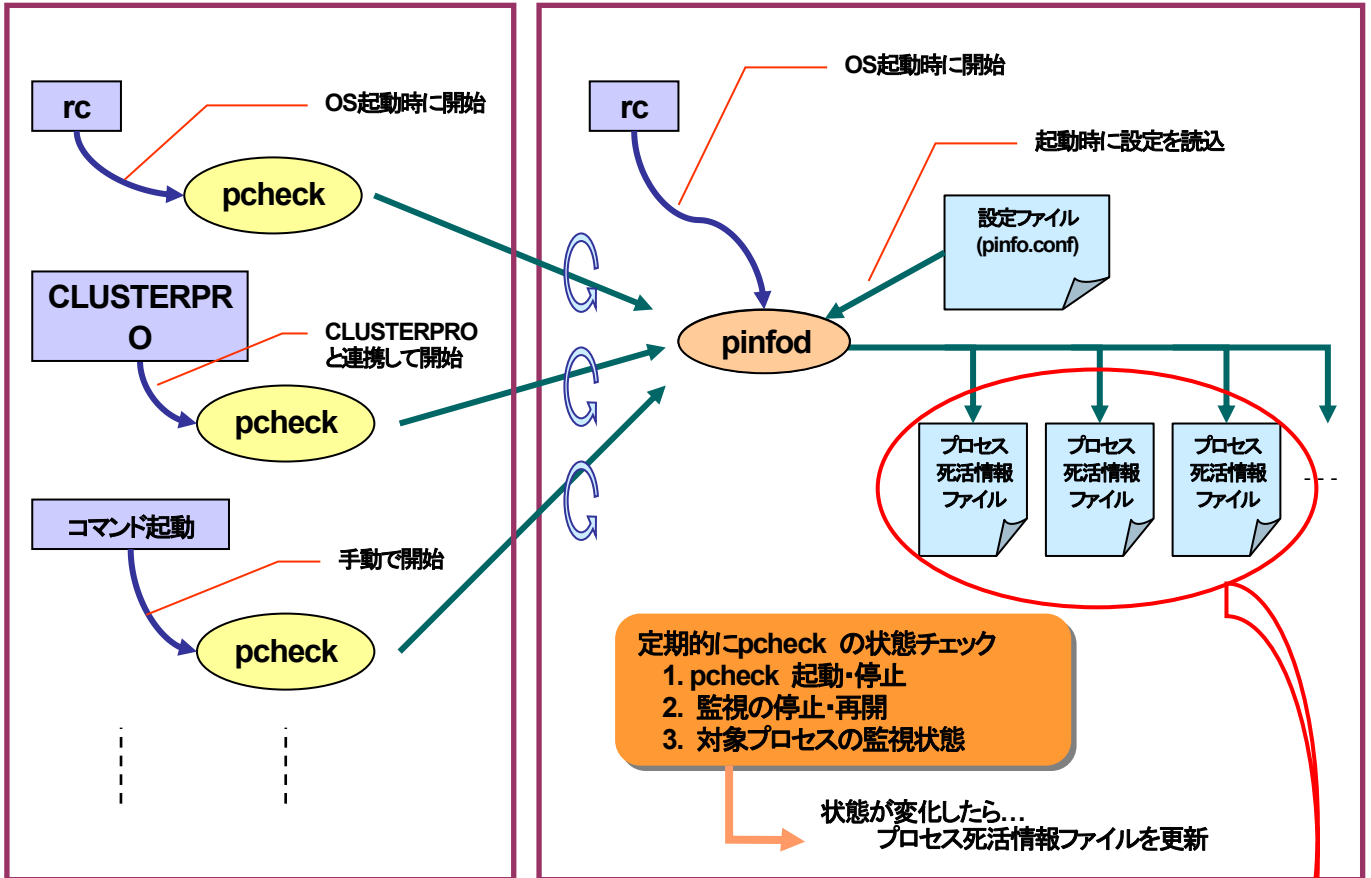 rc
OS起動時に開始
pcheck
CLUSTERPR
O
CLUSTERPRO
と連携して開始
pcheck
コマンド起動
手動で開始
pcheck
rc
OS起動時に開始
起動時に設定を読込
設定ファイル
(pinfo.conf)
pinfod
プロセス
死活情報
ファイル
プロセス
死活情報
ファイル
プロセス
死活情報
ファイル
定期的にpcheck の状態チェック
1. pcheck 起動・停止
2. 監視の停止・再開
3. 対象プロセスの監視状態
状態が変化したら…
プロセス死活情報ファイルを更新